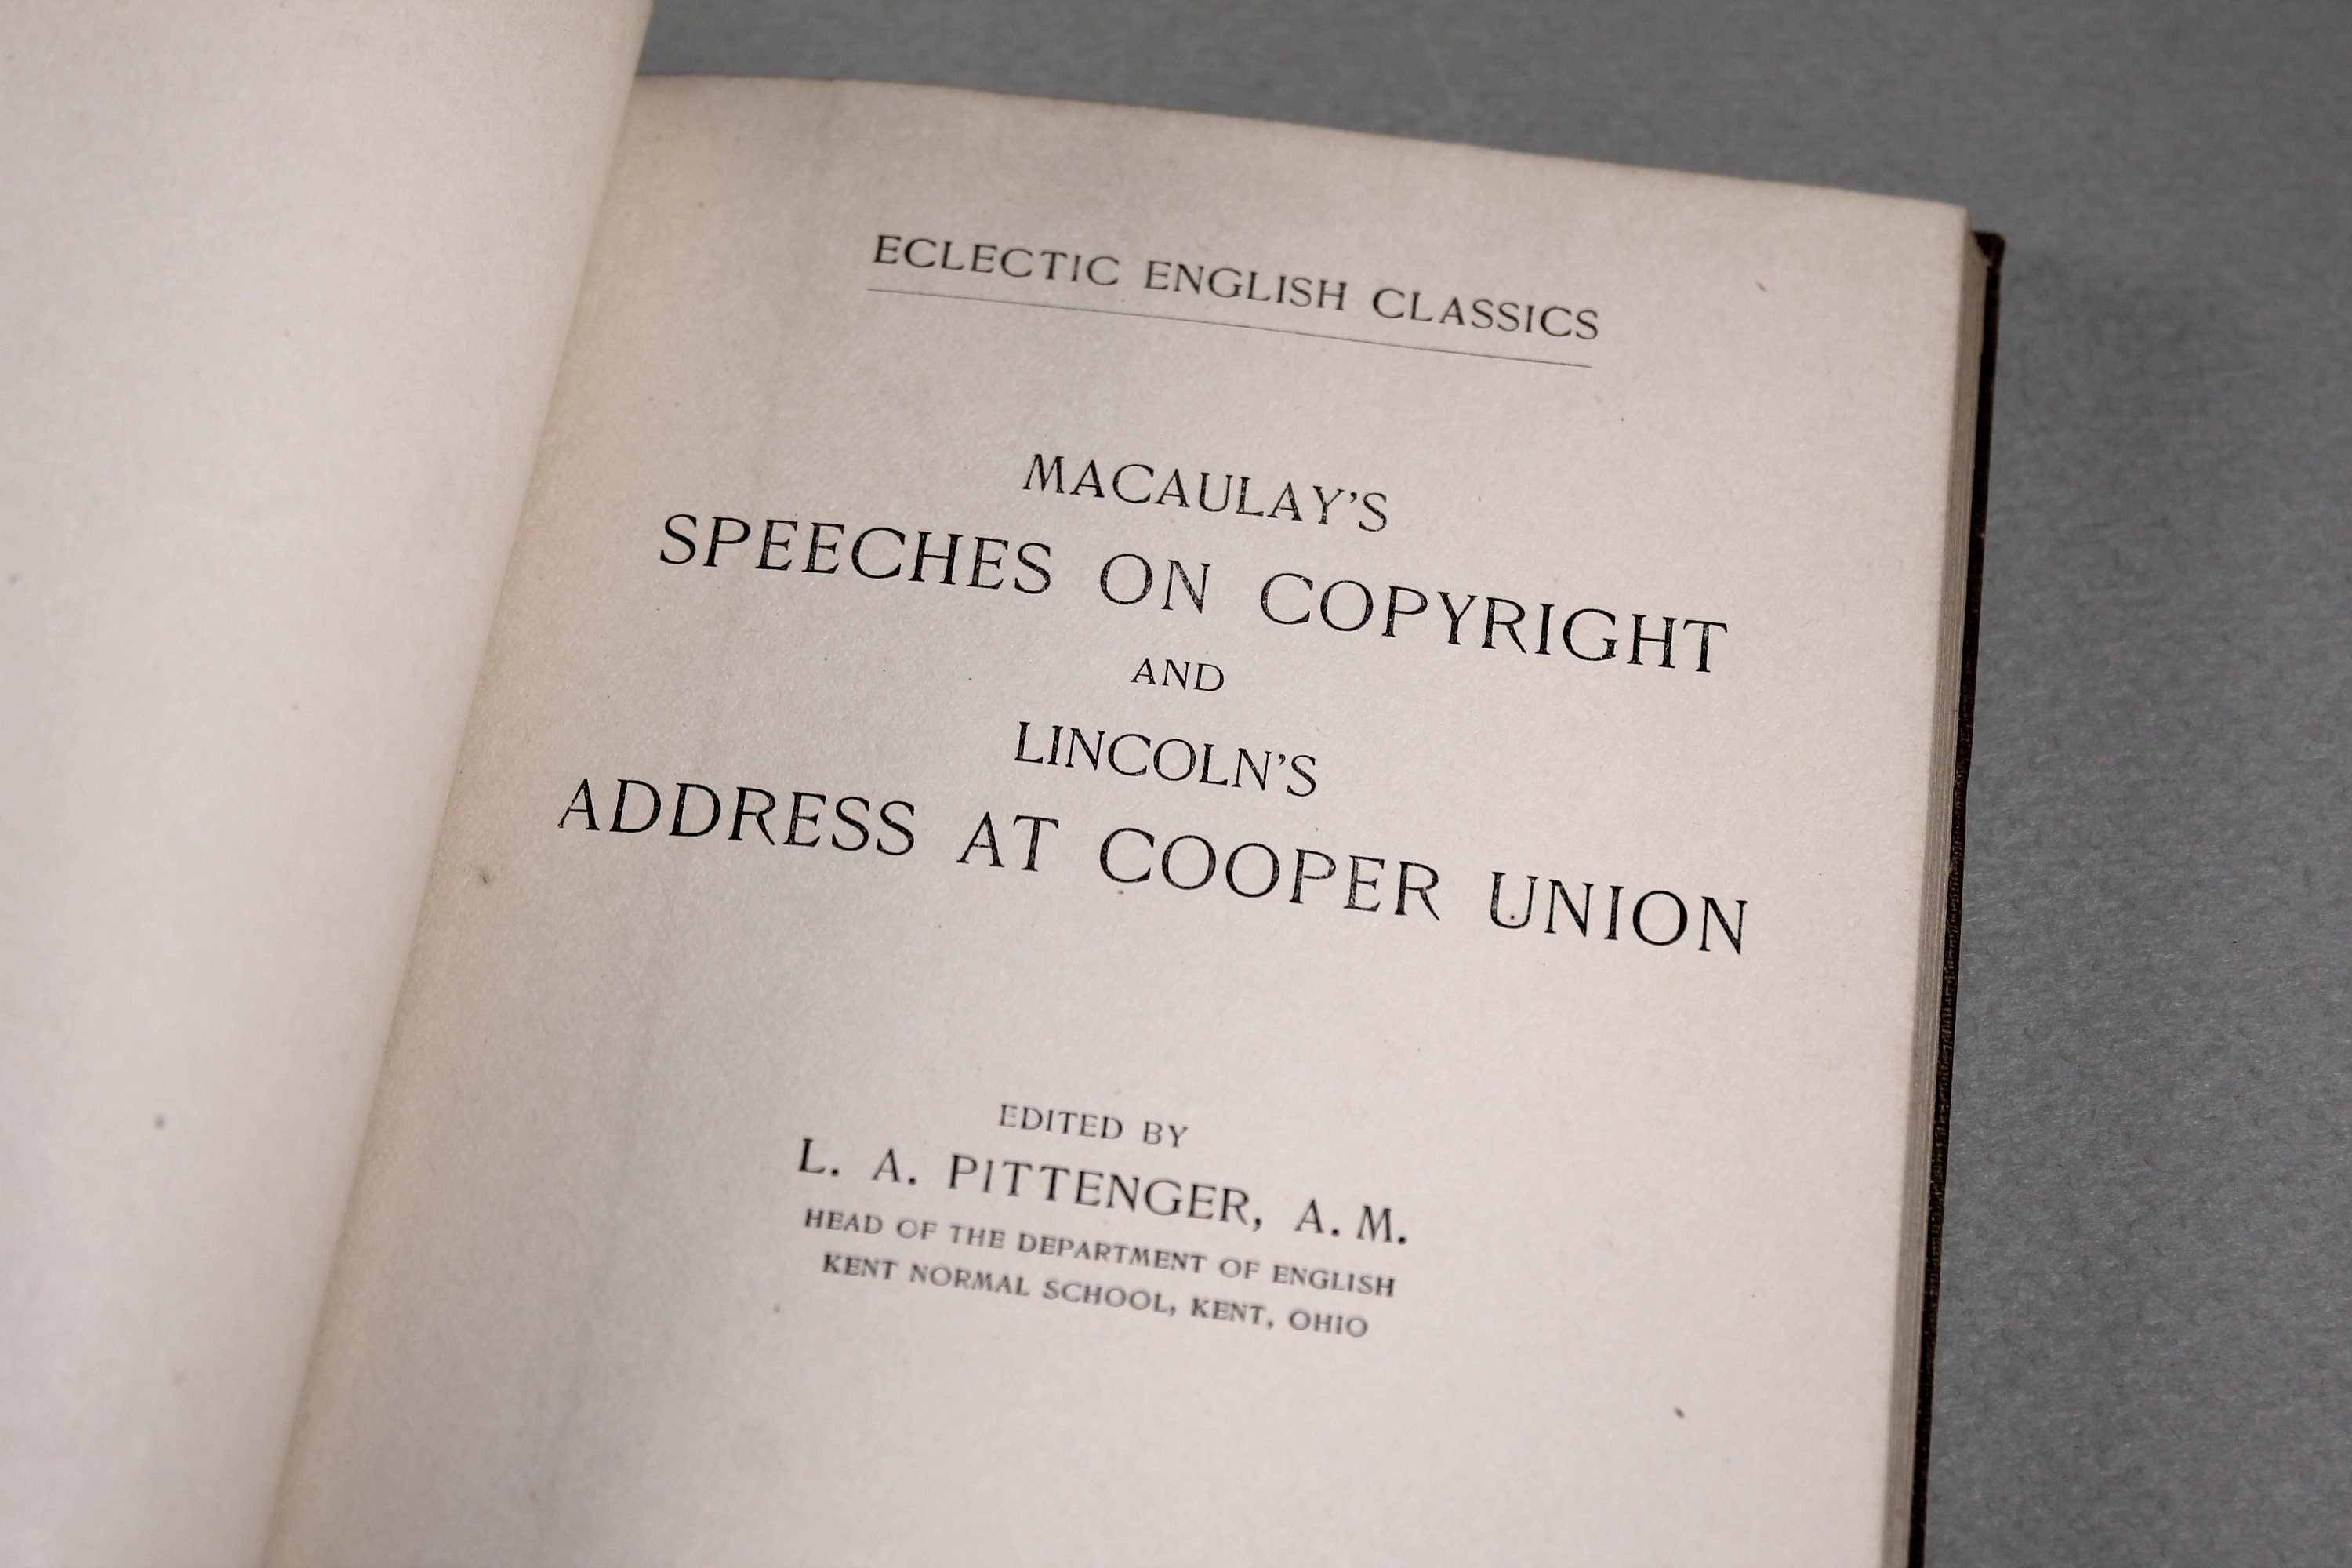 ECLECTIC ENGLISH CLASSICS
MACAULAY'S
SPEECHES ON COPYRIGHT
AND
LINCOLN'S
ADDRESS AT COOPER UNION
EDITED BY
L. A. PITTENGER, A. M.
HEAD OF THE DEPARTMENT OF ENGLISH
KENT NORMAL SCHOOL, KENT, OHIO